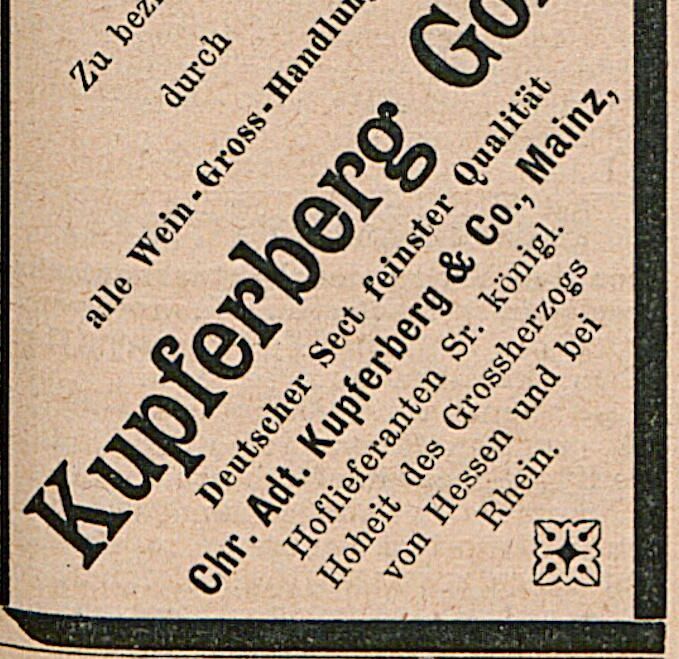 Zu bezi
durch
alle Wein-Gross-Handlun
Kupferberg Go
Deutscher Sect feinster Qualität
Chr. Adt. Kupferberg & Co., Mainz,
Hoflieferanten Sr. königl.
Hoheit des Grossherzogs
von Hessen und bei
Rhein.